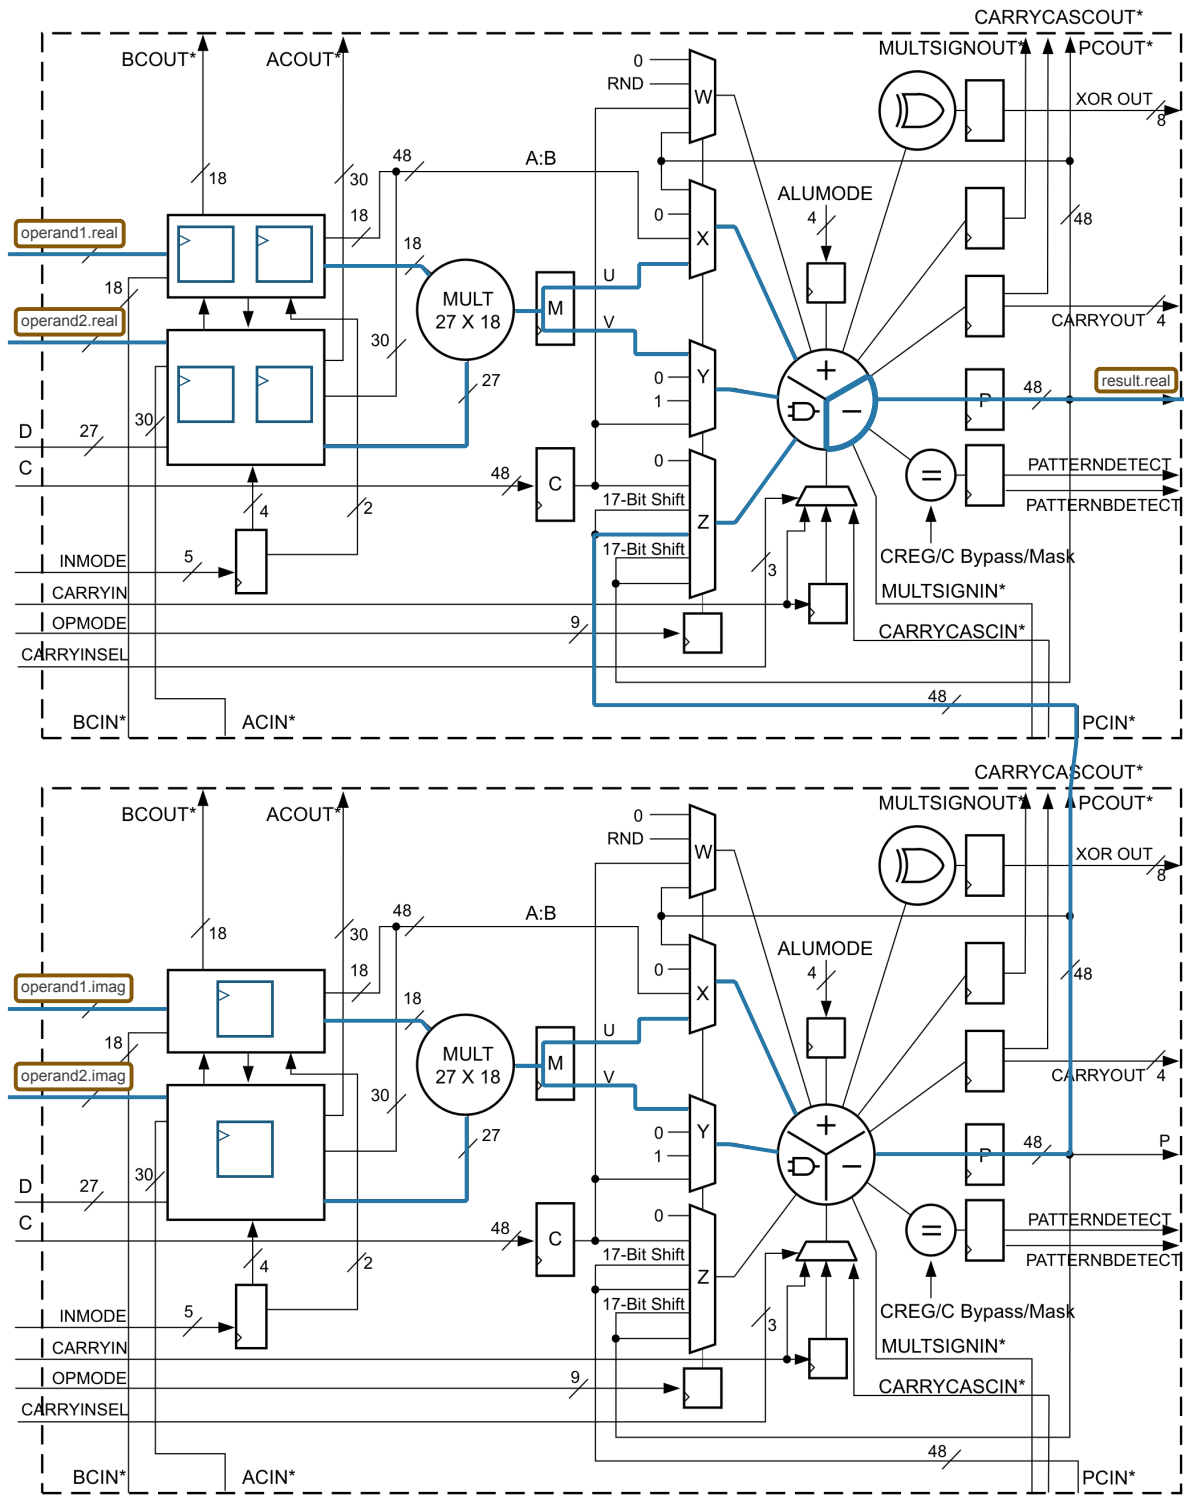 CARRYCASCOUT*
BCOUT* ACOUT* MULTSIGNOUT* PCOUT*
0
RND
W
XOR OUT
8
48 A:B
18 30
ALUMODE
4
18
0
48
operand1.real
X
18
U
18
MULT
27 X 18
M
operand2.real
V
CARRYOUT 4
30
+
27
Y
0
1
48
P
result.real
30
D 27
C
48
C
0
17-Bit Shift
Z
17-Bit Shift
=
PATTERNDETECT
PATTERNBDETECT
4 2
INMODE 5
3
CREG/C Bypass/Mask
CARRYIN
MULTSIGNIN*
OPMODE 9
CARRYCASCIN*
CARRYINSEL
48
BCIN* ACIN* PCIN*
CARRYCASCOUT*
BCOUT* ACOUT* MULTSIGNOUT* PCOUT*
0
RND
W
XOR OUT
8
48 A:B
18 30
ALUMODE
4
18
0
48
operand1.imag
X
18
U
18
MULT
27 X 18
M
operand2.imag
V
CARRYOUT 4
30
+
27
Y
0
1
48
P
P
30
D 27
C
48
C
0
17-Bit Shift
Z
17-Bit Shift
=
PATTERNDETECT
PATTERNBDETECT
4 2
INMODE 5
3
CREG/C Bypass/Mask
CARRYIN
MULTSIGNIN*
OPMODE 9
CARRYCASCIN*
CARRYINSEL
48
BCIN* ACIN* PCIN*